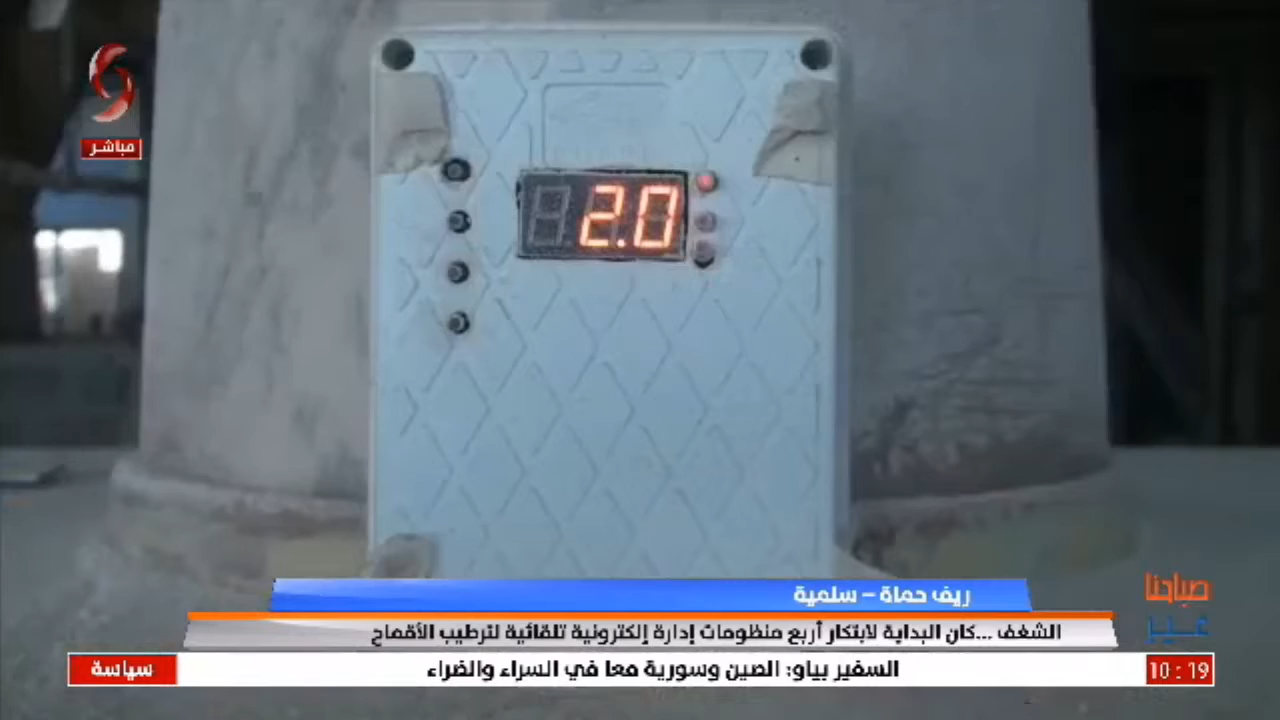 مباشر
2.0
ريف حماة – سلمية
صباحنا
غير
الشغف ...كان البداية لابتكار أربع منظومات إدارة إلكترونية تلقائية لترطيب الأقماح
سياسة
السفير بياو: الصين وسورية معا في السراء والضراء
10:19